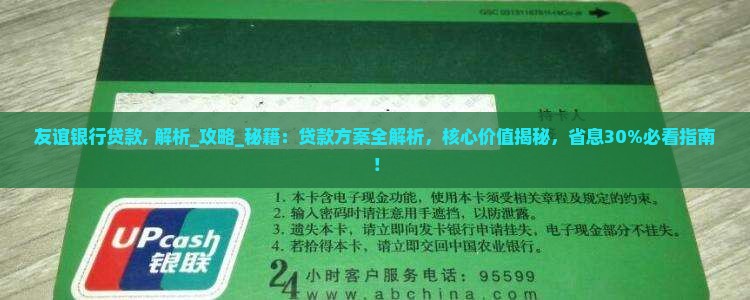 持卡人
友谊银行贷款, 解析_攻略_秘籍：贷款方案全解析，核心价值揭秘，省息30%必看指南
！
1. 本卡含电子现金功能，使用本卡须受相关章程及规定的约束。
2. 输入密码时请注意用手遮挡，以防泄露。
3. 遗失本卡，请立即向发卡银行申请挂失，电子现金部分不挂失。
4. 若拾得本卡，请立即交回中国农业银行。
UPcash
银联
24小时客户服务电话：95599
www.abchina.com